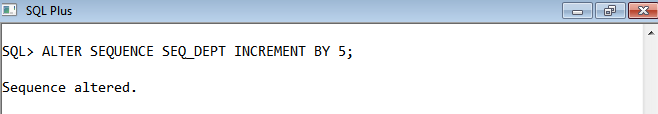 SQL Plus
SQL> ALTER SEQUENCE SEQ_DEPT INCREMENT BY 5;
Sequence altered.